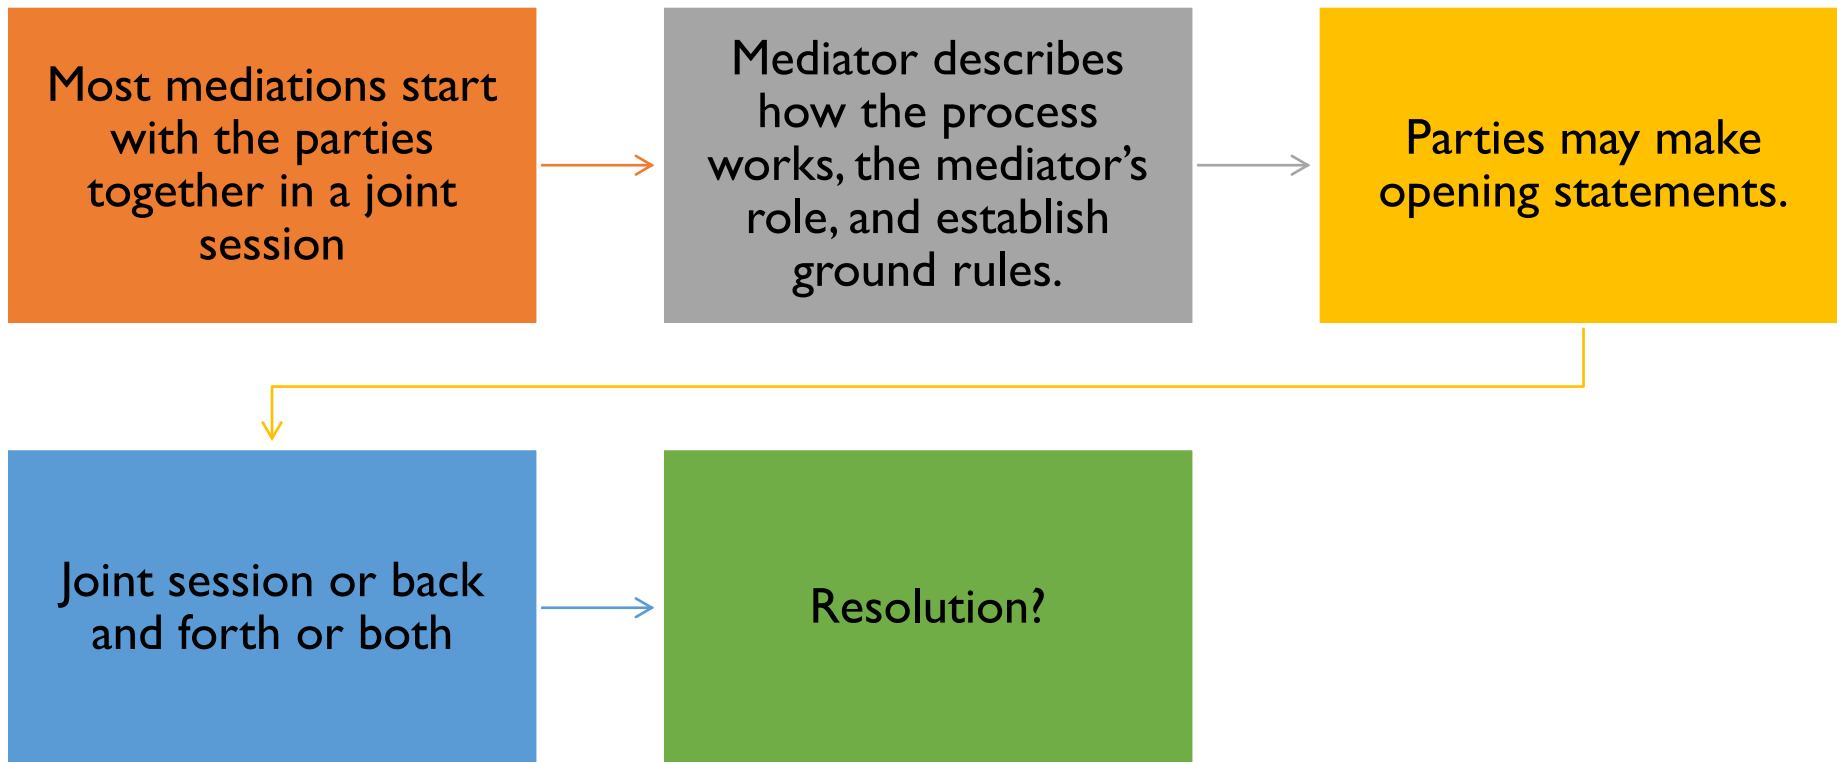 Most mediations start
with the parties
together in a joint
session
Mediator describes
how the process
works, the mediator’s
role, and establish
ground rules.
Parties may make
opening statements.
Joint session or back
and forth or both
Resolution?